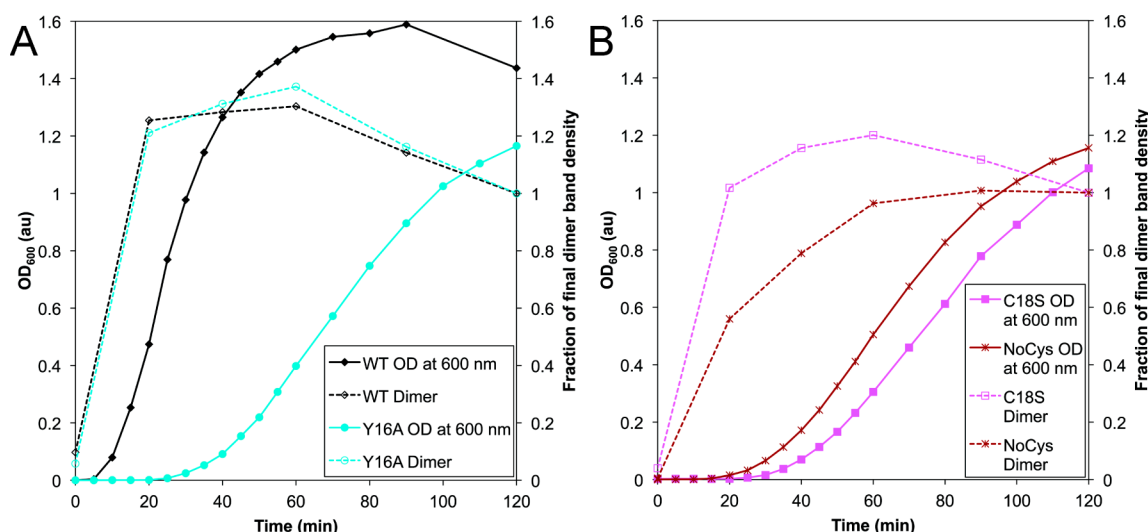 A
1.6
1.4
1.2
1
0.8
0.6
0.4
0.2
0
OD600 (au)
0
20
40
60
80
100
120
Time (min)
1.6
1.4
1.2
1
0.8
0.6
0.4
0.2
0
Fraction of final dimer band density
WT OD at 600 nm
WT Dimer
Y16A OD at 600 nm
Y16A Dimer
B
1.6
1.4
1.2
1
0.8
0.6
0.4
0.2
0
OD600 (au)
0
20
40
60
80
100
120
Time (min)
1.6
1.4
1.2
1
0.8
0.6
0.4
0.2
0
Fraction of final dimer band density
C18S OD
at 600 nm
NoCys OD
at 600 nm
C18S
Dimer
NoCys
Dimer